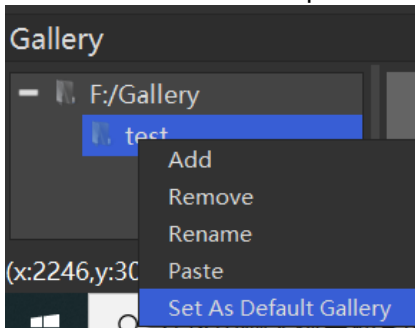 Gallery
F:/Gallery
test
Add
Remove
Rename
Paste
(x:2246,y:30
Set As Default Gallery